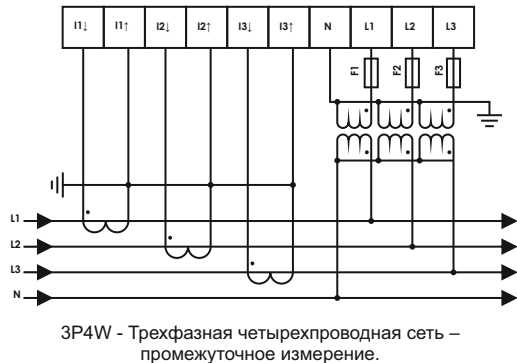 I1↓ I1↑ I2↓ I2↑ I3↓ I3↑ N L1 L2 L3
F1 F2 F3
L1
L2
L3
N
3P4W - Трехфазная четырехпроводная сеть –
промежуточное измерение.